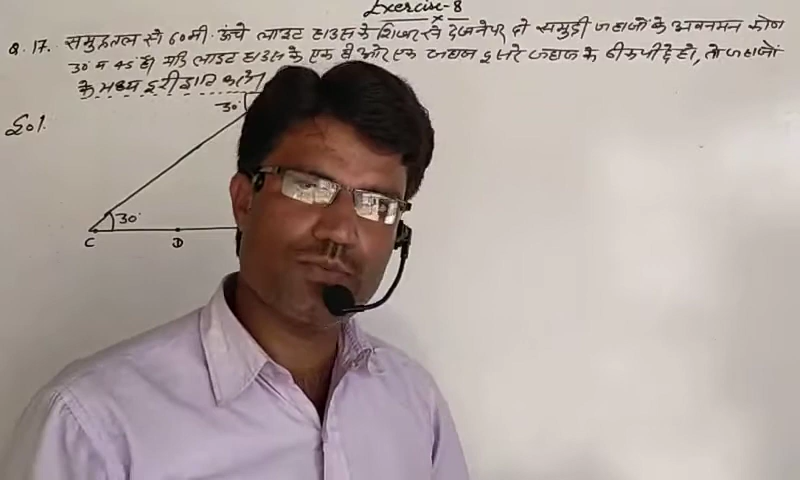 Exercise-8
Q.17. समुद्रतल से 60 मी. ऊंचे लाइट हाउस के शिखर से देखने पर दो समुद्री जहाजों के अवनमन कोण
30° व 45° हैं। यदि लाइट हाउस के एक ही ओर एक जहाज दूसरे जहाज के ठीक पीछे हो, तो जहाजों
के मध्य दूरी ज्ञात करो।
Sol.
30°
30°
C D